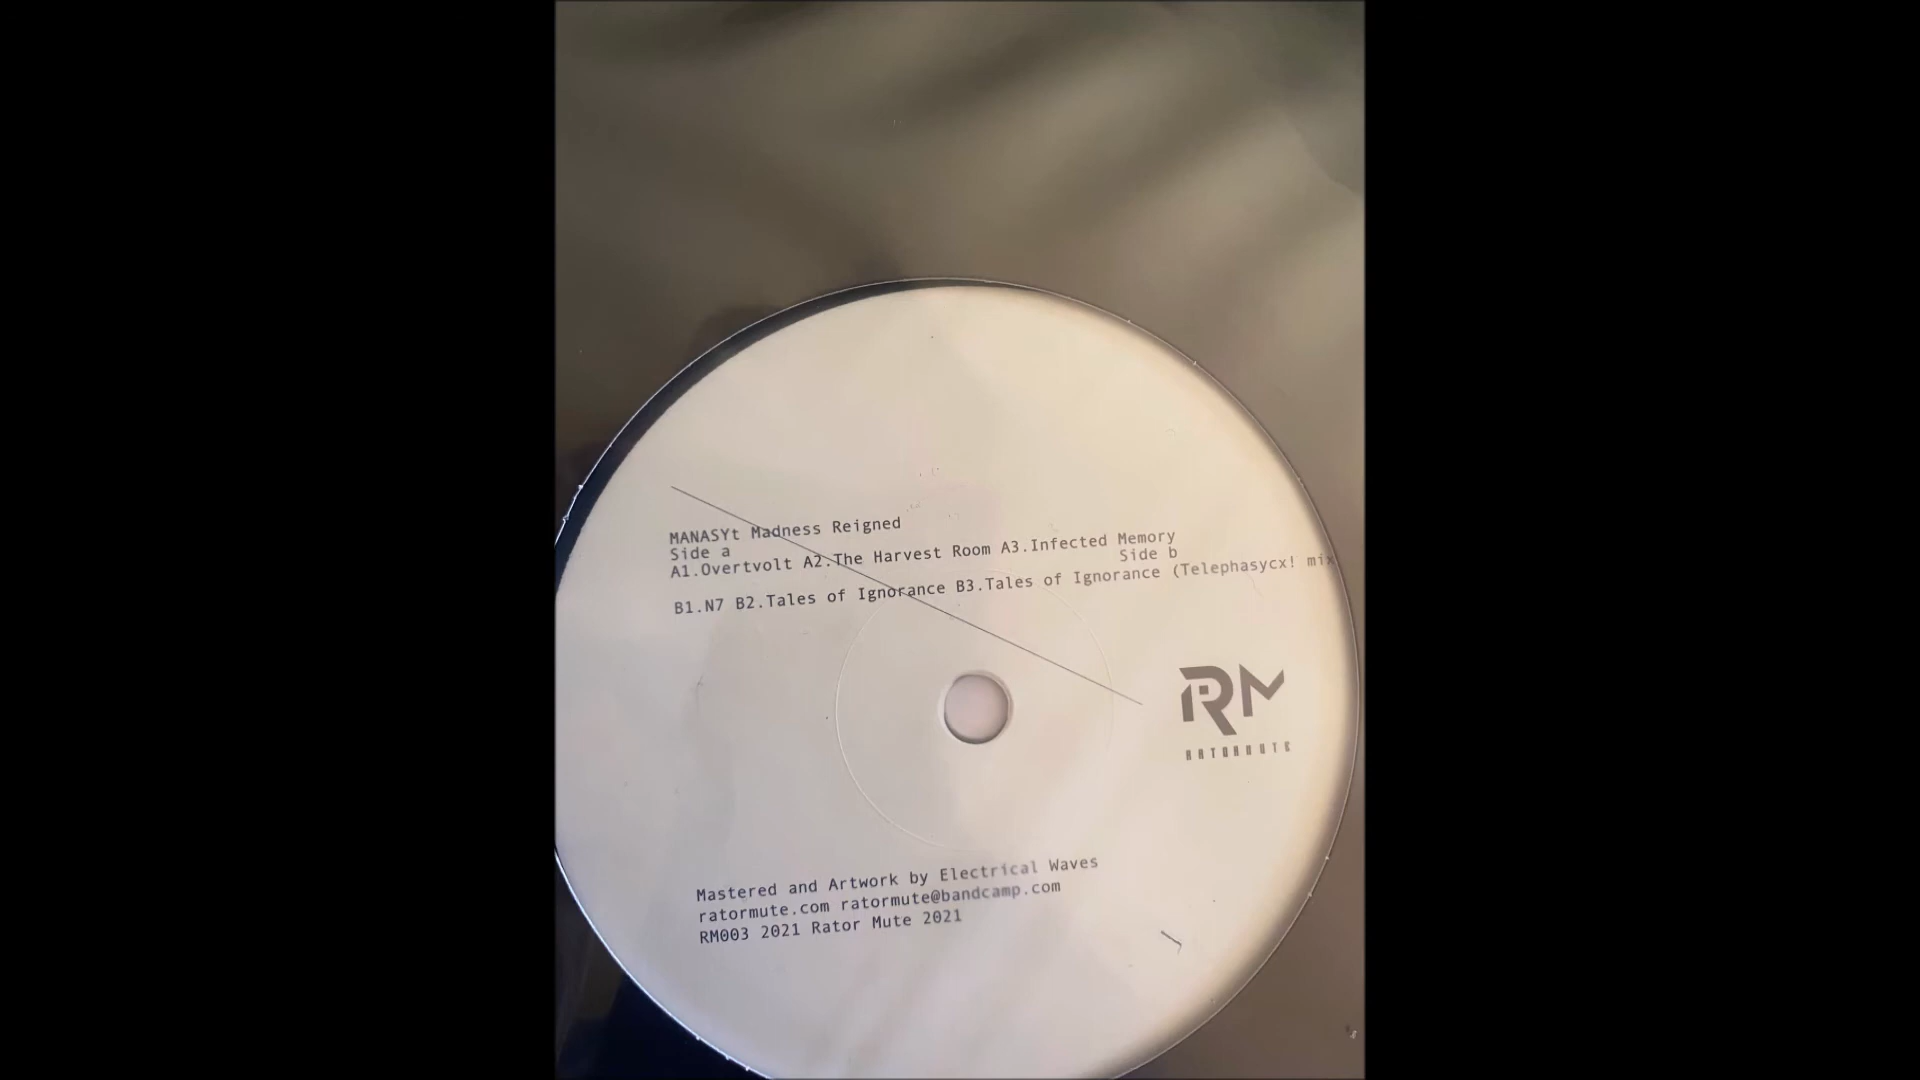 MANASYt Madness Reigned
Side a
A1.Overtvolt A2.The Harvest Room A3.Infected Memory
Side b
B1.N7 B2.Tales of Ignorance B3.Tales of Ignorance (Telephasycx! mix
RM
RATORMUTE
Mastered and Artwork by Electrical Waves
ratormute.com ratormute@bandcamp.com
RM003 2021 Rator Mute 2021